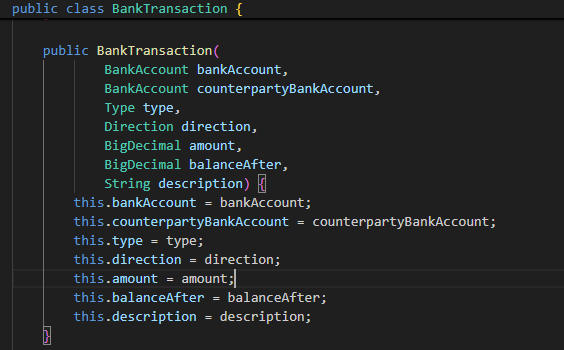 public class BankTransaction {
public BankTransaction(
BankAccount bankAccount,
BankAccount counterpartyBankAccount,
Type type,
Direction direction,
BigDecimal amount,
BigDecimal balanceAfter,
String description) {
this.bankAccount = bankAccount;
this.counterpartyBankAccount = counterpartyBankAccount;
this.type = type;
this.direction = direction;
this.amount = amount;
this.balanceAfter = balanceAfter;
this.description = description;
}